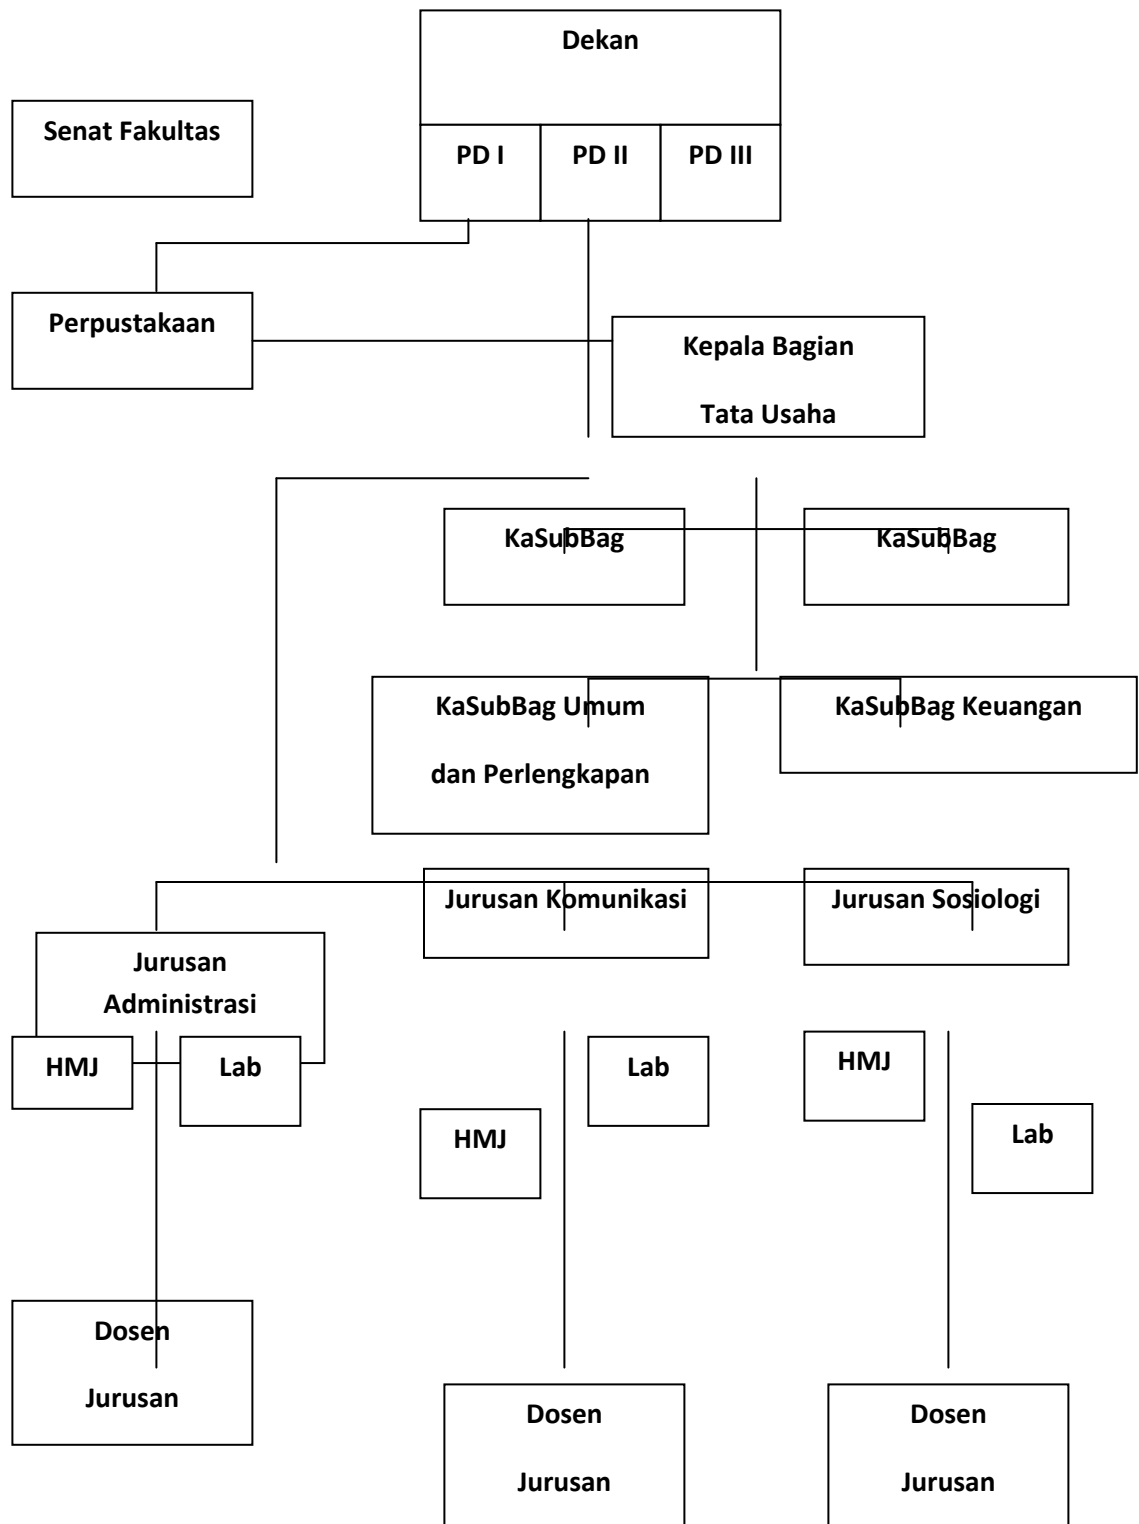 Dekan
Senat Fakultas
PD I
PD II
PD III
Perpustakaan
Kepala Bagian
Tata Usaha
KaSubBag
KaSubBag
KaSubBag Umum
dan Perlengkapan
KaSubBag Keuangan
Jurusan Komunikasi
Jurusan Sosiologi
Jurusan
Administrasi
HMJ
Lab
HMJ
Lab
HMJ
Lab
Dosen
Jurusan
Dosen
Jurusan
Dosen
Jurusan